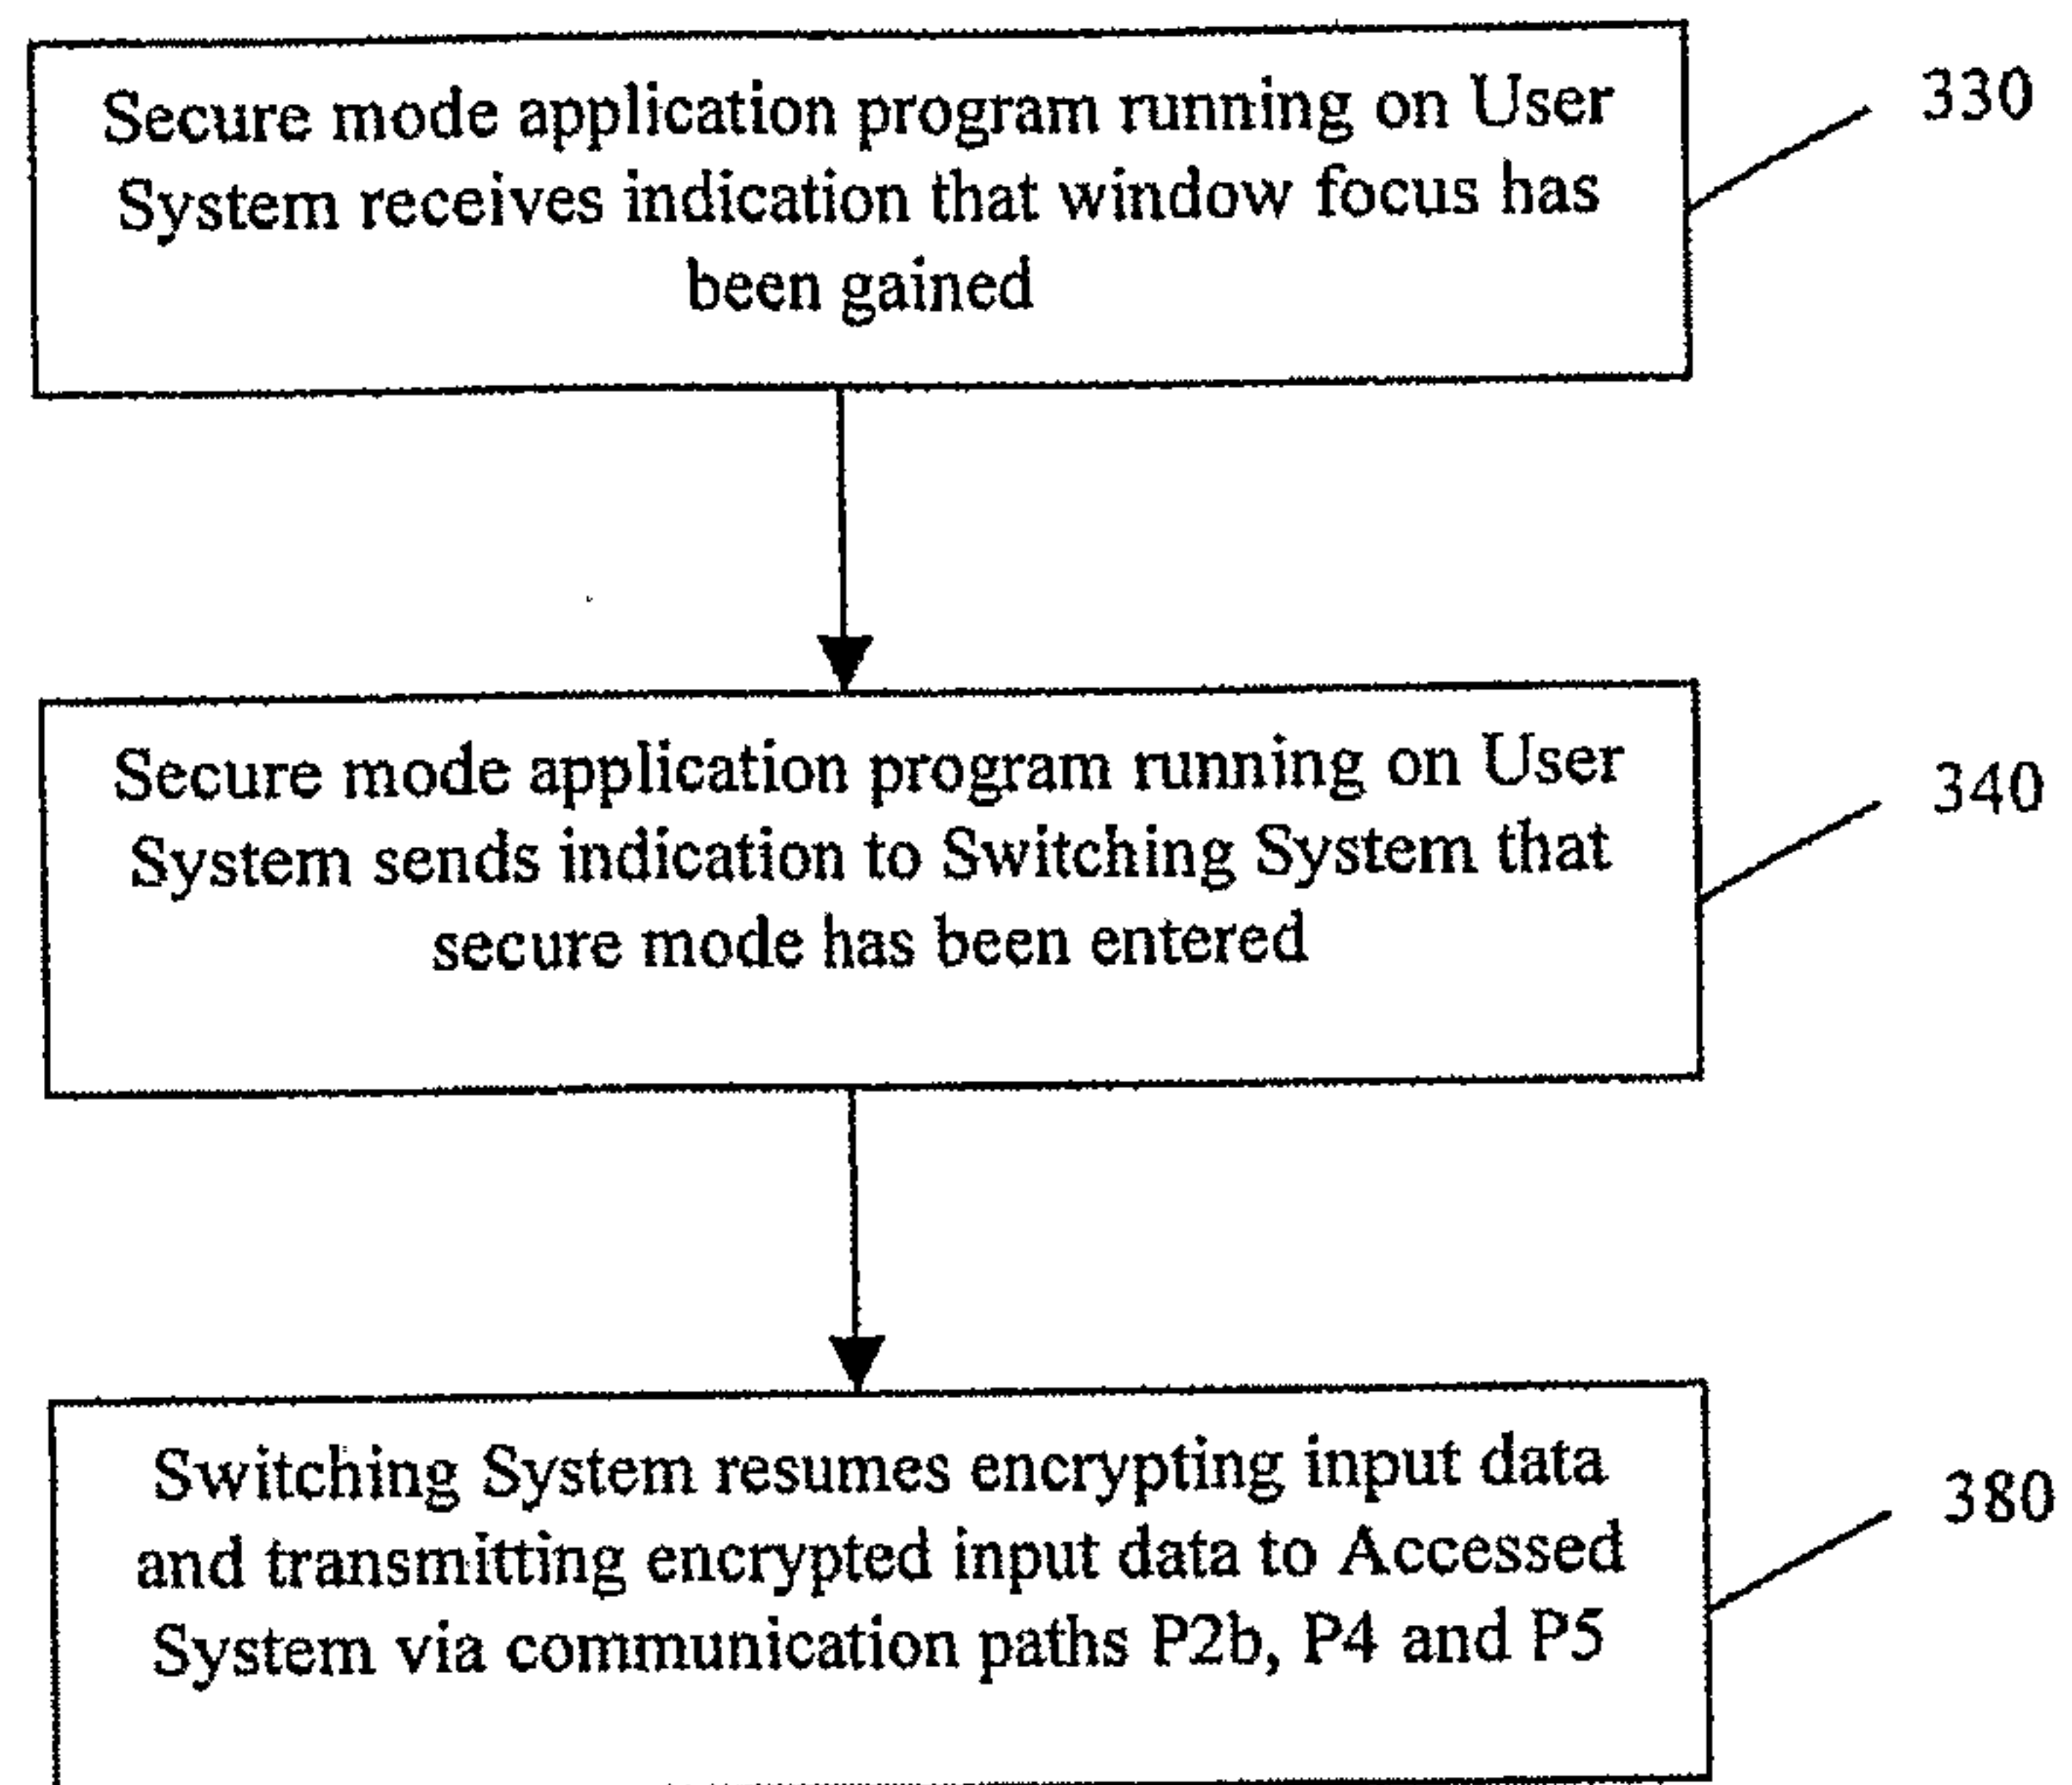 Secure mode application program running on User
System receives indication that window focus has
been gained
330
Secure mode application program running on User
System sends indication to Switching System that
secure mode has been entered
340
Switching System resumes encrypting input data
and transmitting encrypted input data to Accessed
System via communication paths P2b, P4 and P5
380